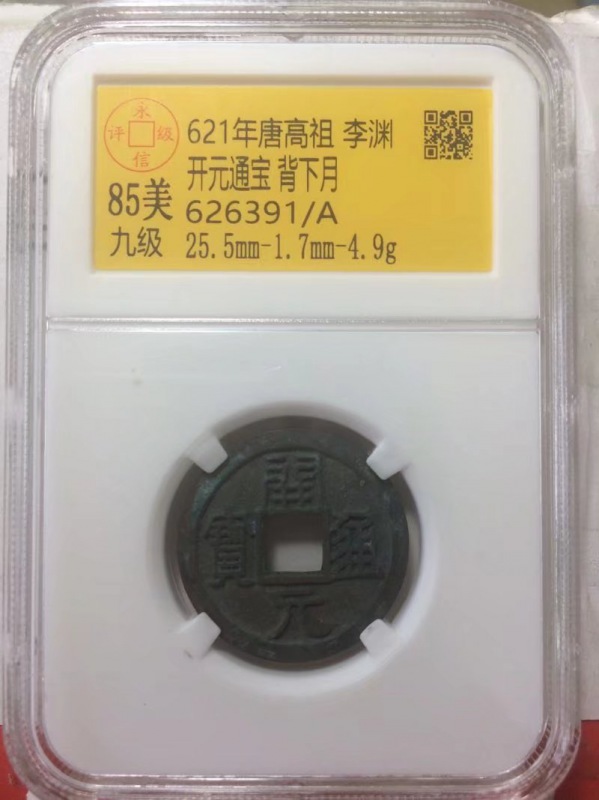 永信评级
621年唐高祖 李渊
开元通宝 背下月
85美 626391/A
九级 25.5mm-1.7mm-4.9g
開元通寳